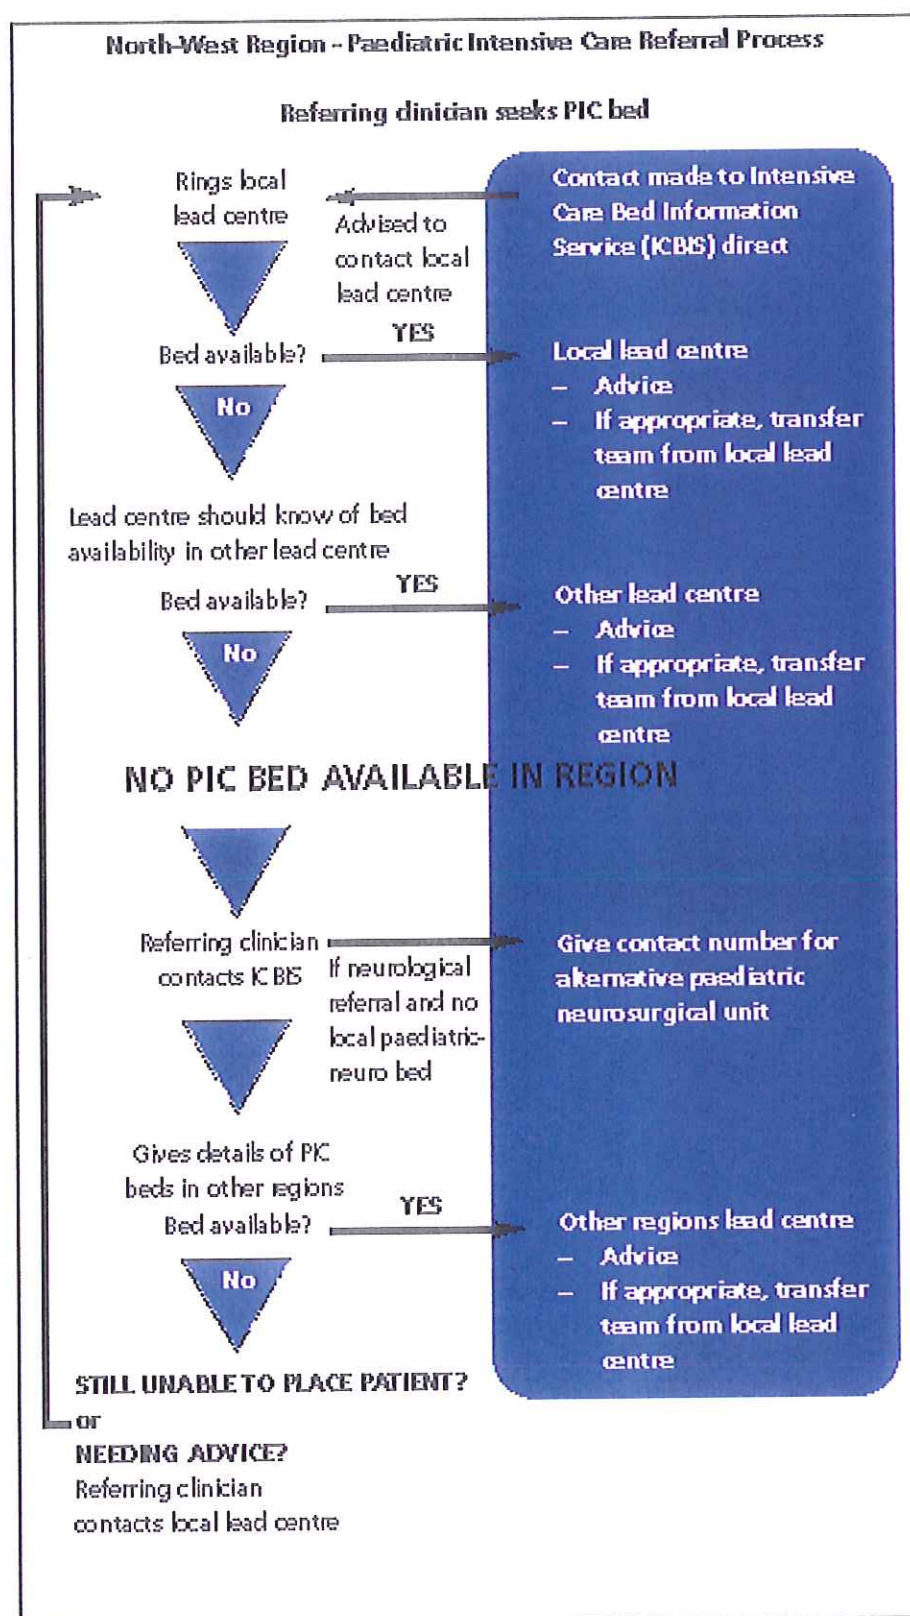 North-West Region - Paediatric Intensive Care Referral Process
Referring clinician seeks PIC bed
Rings local
lead centre
Advised to
contact local
lead centre
Contact made to Intensive
Care Bed Information
Service (ICBIS) direct
Bed available?
YES
Local lead centre
– Advice
– If appropriate, transfer
team from local lead
centre
No
Lead centre should know of bed
availability in other lead centre
Bed available?
YES
Other lead centre
– Advice
– If appropriate, transfer
team from local lead
centre
No
NO PIC BED AVAILABLE IN REGION
Referring clinician
contacts ICBIS
If neurological
referral and no
local paediatric-
neuro bed
Give contact number for
alternative paediatric
neurosurgical unit
Gives details of PIC
beds in other regions
Bed available?
YES
Other regions lead centre
– Advice
– If appropriate, transfer
team from local lead
centre
No
STILL UNABLE TO PLACE PATIENT?
or
NEEDING ADVICE?
Referring clinician
contacts local lead centre